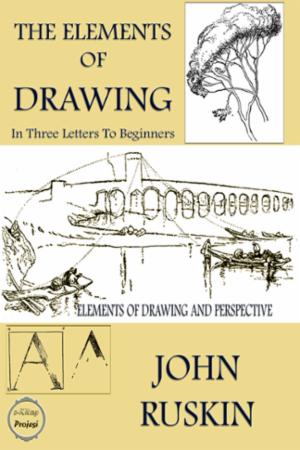 THE ELEMENTS
OF
DRAWING
In Three Letters To Beginners
ELEMENTS OF DRAWING AND PERSPECTIVE
A
JOHN
RUSKIN
e-Kitap
Projesi